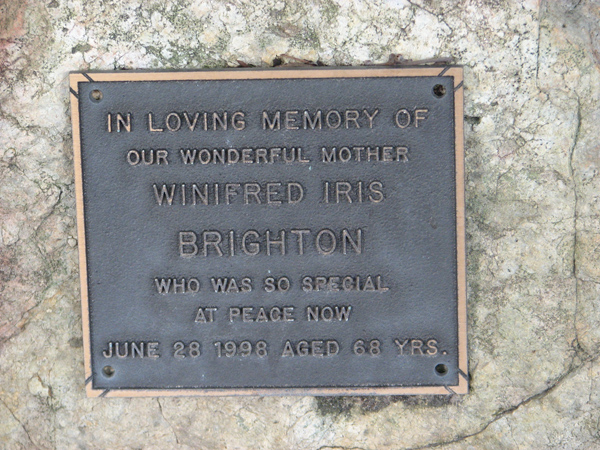 IN LOVING MEMORY OF
OUR WONDERFUL MOTHER
WINIFRED IRIS
BRIGHTON
WHO WAS SO SPECIAL
AT PEACE NOW
JUNE 28 1998 AGED 68 YRS.